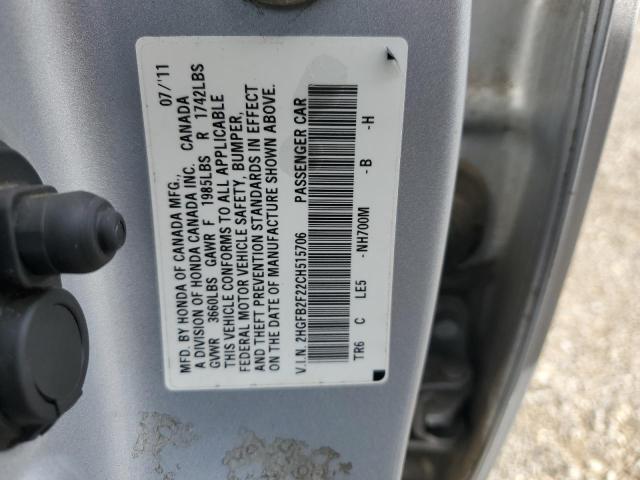 MFD. BY HONDA OF CANADA MFG., 07/'11
A DIVISION OF HONDA CANADA INC. CANADA
GVWR 3660LBS GAWR F 1985LBS R 1742LBS
THIS VEHICLE CONFORMS TO ALL APPLICABLE
FEDERAL MOTOR VEHICLE SAFETY, BUMPER,
AND THEFT PREVENTION STANDARDS IN EFFECT
ON THE DATE OF MANUFACTURE SHOWN ABOVE.
V.I.N. 2HGFB2F22CH515706 PASSENGER CAR
TR6 C LE5 -NH700M -B -H